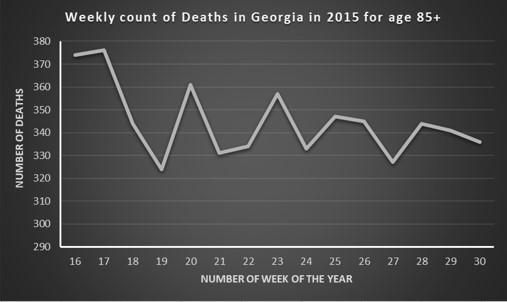 Weekly count of Deaths in Georgia in 2015 for age 85+
380
370
360
350
340
330
320
310
300
290
NUMBER OF DEATHS
16 17 18 19 20 21 22 23 24 25 26 27 28 29 30
NUMBER OF WEEK OF THE YEAR